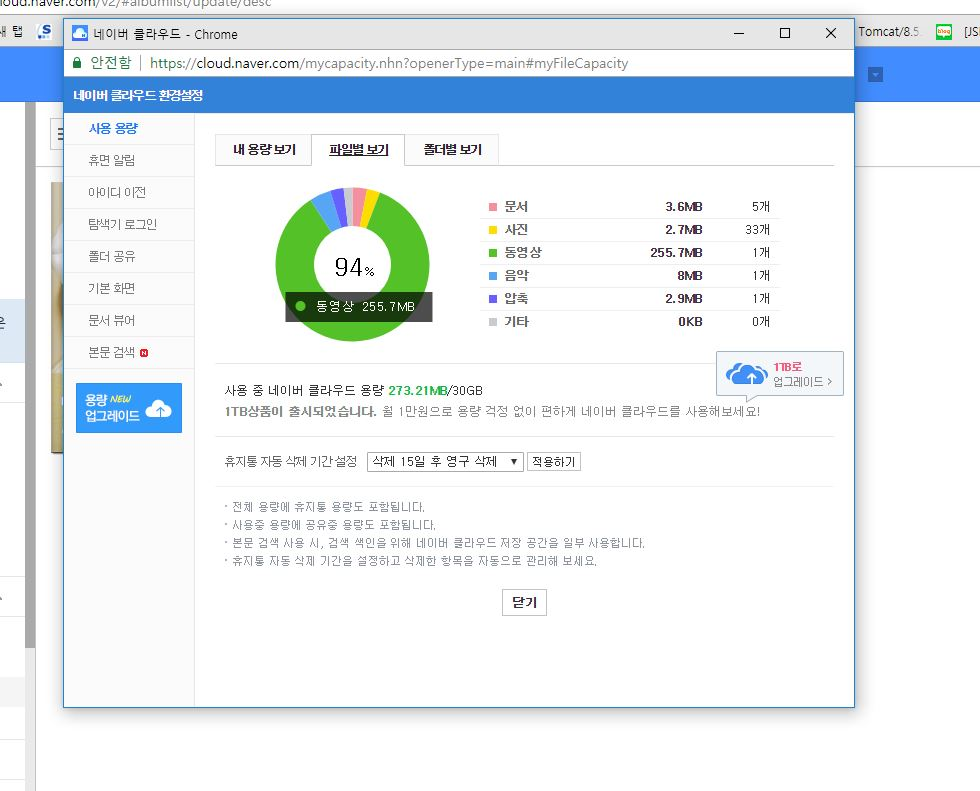 loud.naver.com/v2/#albumlist/update/desc
새 탭
S
Tomcat/8.5.
blog
[JS
네이버 클라우드 - Chrome
안전함 | https://cloud.naver.com/mycapacity.nhn?openerType=main#myFileCapacity
네이버 클라우드 환경설정
사용 용량
휴면 알림
아이디 이전
탐색기 로그인
폴더 공유
기본 화면
문서 뷰어
본문 검색 N
용량 NEW
업그레이드
내 용량 보기
파일별 보기
폴더별 보기
94%
동영상 255.7MB
문서 3.6MB 5개
사진 2.7MB 33개
동영상 255.7MB 1개
음악 8MB 1개
압축 2.9MB 1개
기타 0KB 0개
1TB로
업그레이드 >
사용 중 네이버 클라우드 용량 273.21MB/30GB
1TB상품이 출시되었습니다. 월 1만원으로 용량 걱정 없이 편하게 네이버 클라우드를 사용해보세요!
휴지통 자동 삭제 기간 설정 삭제 15일 후 영구 삭제 ▼ 적용하기
· 전체 용량에 휴지통 용량도 포함됩니다.
· 사용중 용량에 공유중 용량도 포함됩니다.
· 본문 검색 사용 시, 검색 색인을 위해 네이버 클라우드 저장 공간을 일부 사용합니다.
· 휴지통 자동 삭제 기간을 설정하고 삭제한 항목을 자동으로 관리해 보세요.
닫기